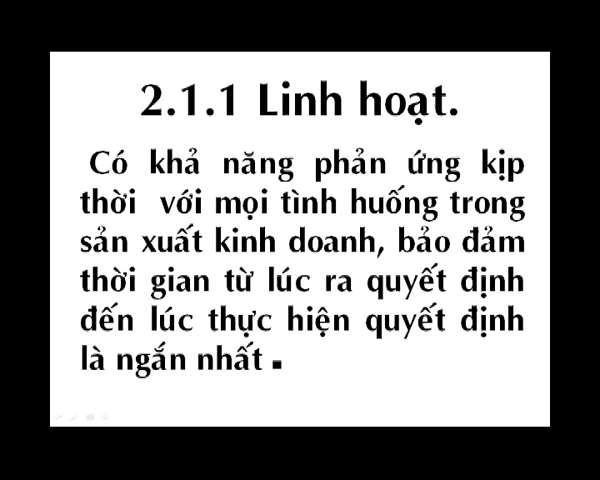 2.1.1 Linh hoạt.
Có khả năng phản ứng kịp
thời với mọi tình huống trong
sản xuất kinh doanh, bảo đảm
thời gian từ lúc ra quyết định
đến lúc thực hiện quyết định
là ngắn nhất .